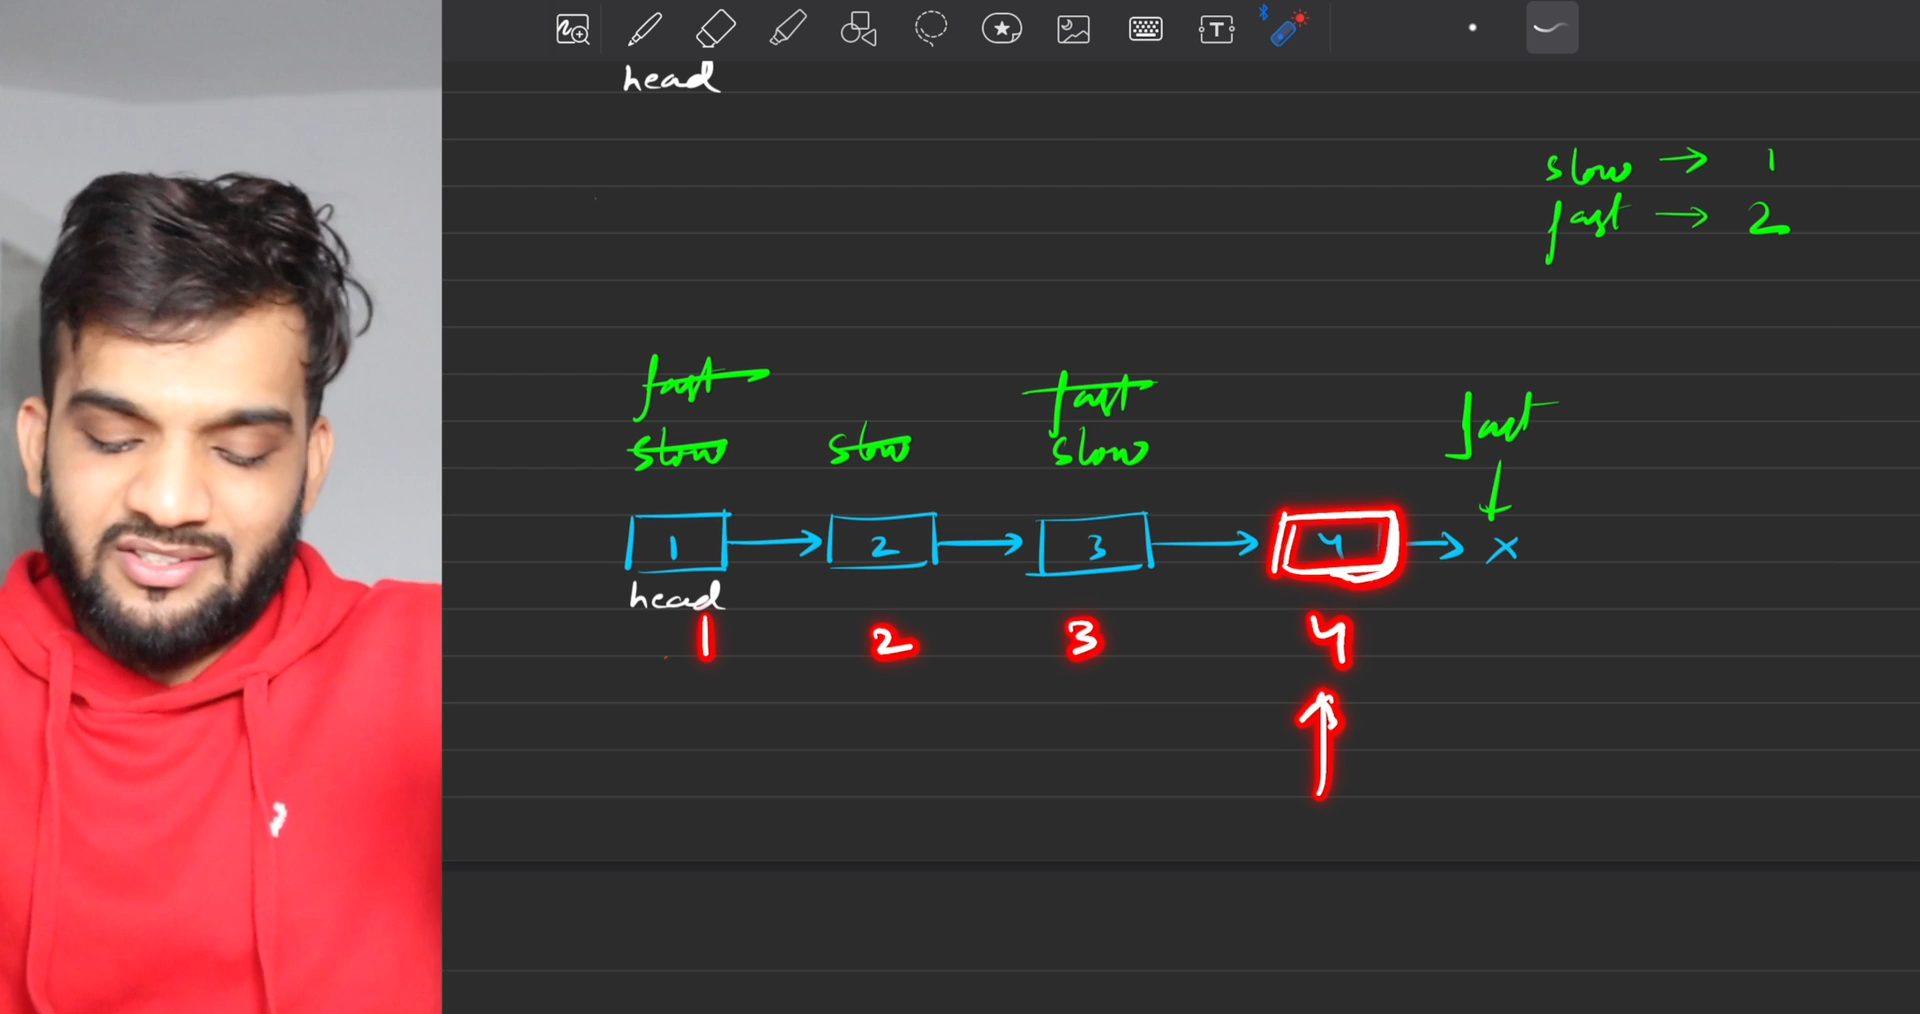 head
slow → 1
fast → 2
fast fast fast
slow slow slow
1 → 2 → 3 → 4 → x
head
1 2 3 4